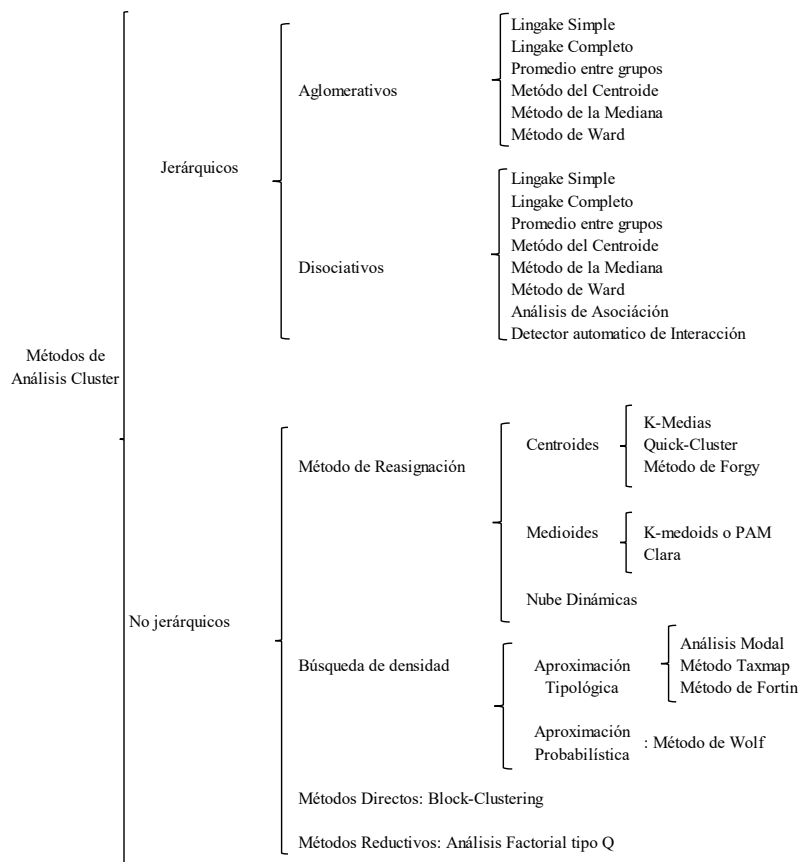 Métodos de
Análisis Cluster
Jerárquicos
Aglomerativos
Lingake Simple
Lingake Completo
Promedio entre grupos
Metódo del Centroide
Método de la Mediana
Método de Ward
Disociativos
Lingake Simple
Lingake Completo
Promedio entre grupos
Metódo del Centroide
Método de la Mediana
Método de Ward
Análisis de Asociáción
Detector automatico de Interacción
No jerárquicos
Método de Reasignación
Centroides
K-Medias
Quick-Cluster
Método de Forgy
Medioides
K-medoids o PAM
Clara
Nube Dinámicas
Búsqueda de densidad
Aproximación
Tipológica
Análisis Modal
Método Taxmap
Método de Fortin
Aproximación
Probabilística
: Método de Wolf
Métodos Directos: Block-Clustering
Métodos Reductivos: Análisis Factorial tipo Q